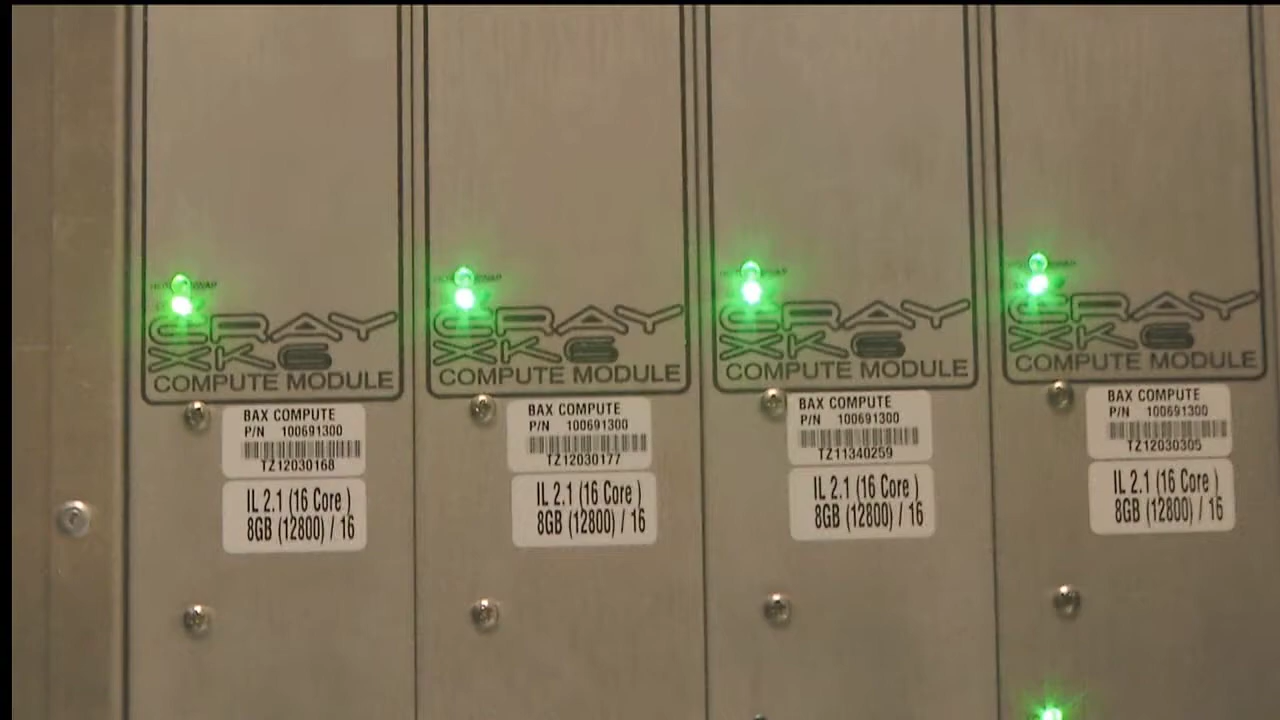 CRAY
XK6
COMPUTE MODULE
BAX COMPUTE
P/N 100691300
TZ12030168
IL 2.1 (16 Core )
8GB (12800) / 16
CRAY
XK6
COMPUTE MODULE
BAX COMPUTE
P/N 100691300
TZ12030177
IL 2.1 (16 Core )
8GB (12800) / 16
CRAY
XK6
COMPUTE MODULE
BAX COMPUTE
P/N 100691300
TZ11340259
IL 2.1 (16 Core )
8GB (12800) / 16
CRAY
XK6
COMPUTE MODULE
BAX COMPUTE
P/N 100691300
TZ12030305
IL 2.1 (16 Core )
8GB (12800) / 16